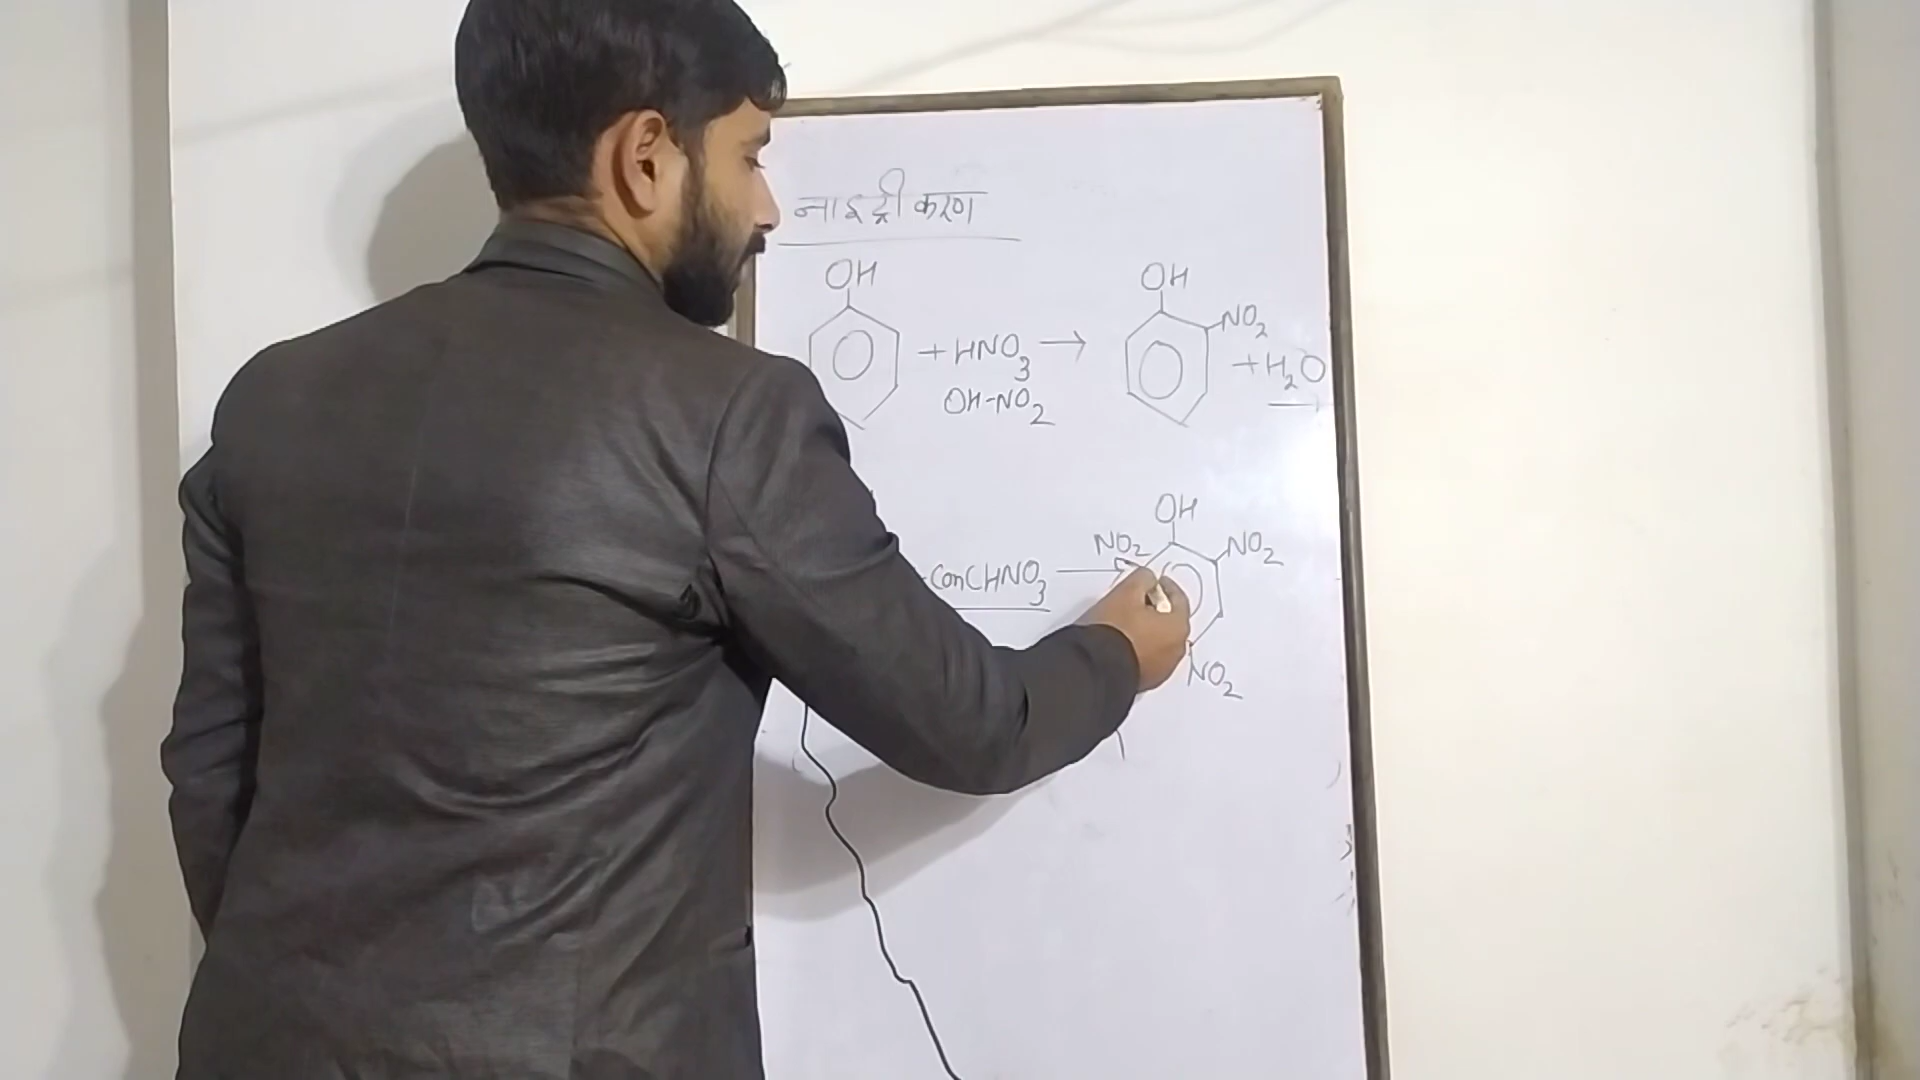 नाइट्रीकरण
OH OH
NO2
+ HNO3 → + H2O
OH-NO2
OH
NO2 NO2
ConCHNO3 →
NO2